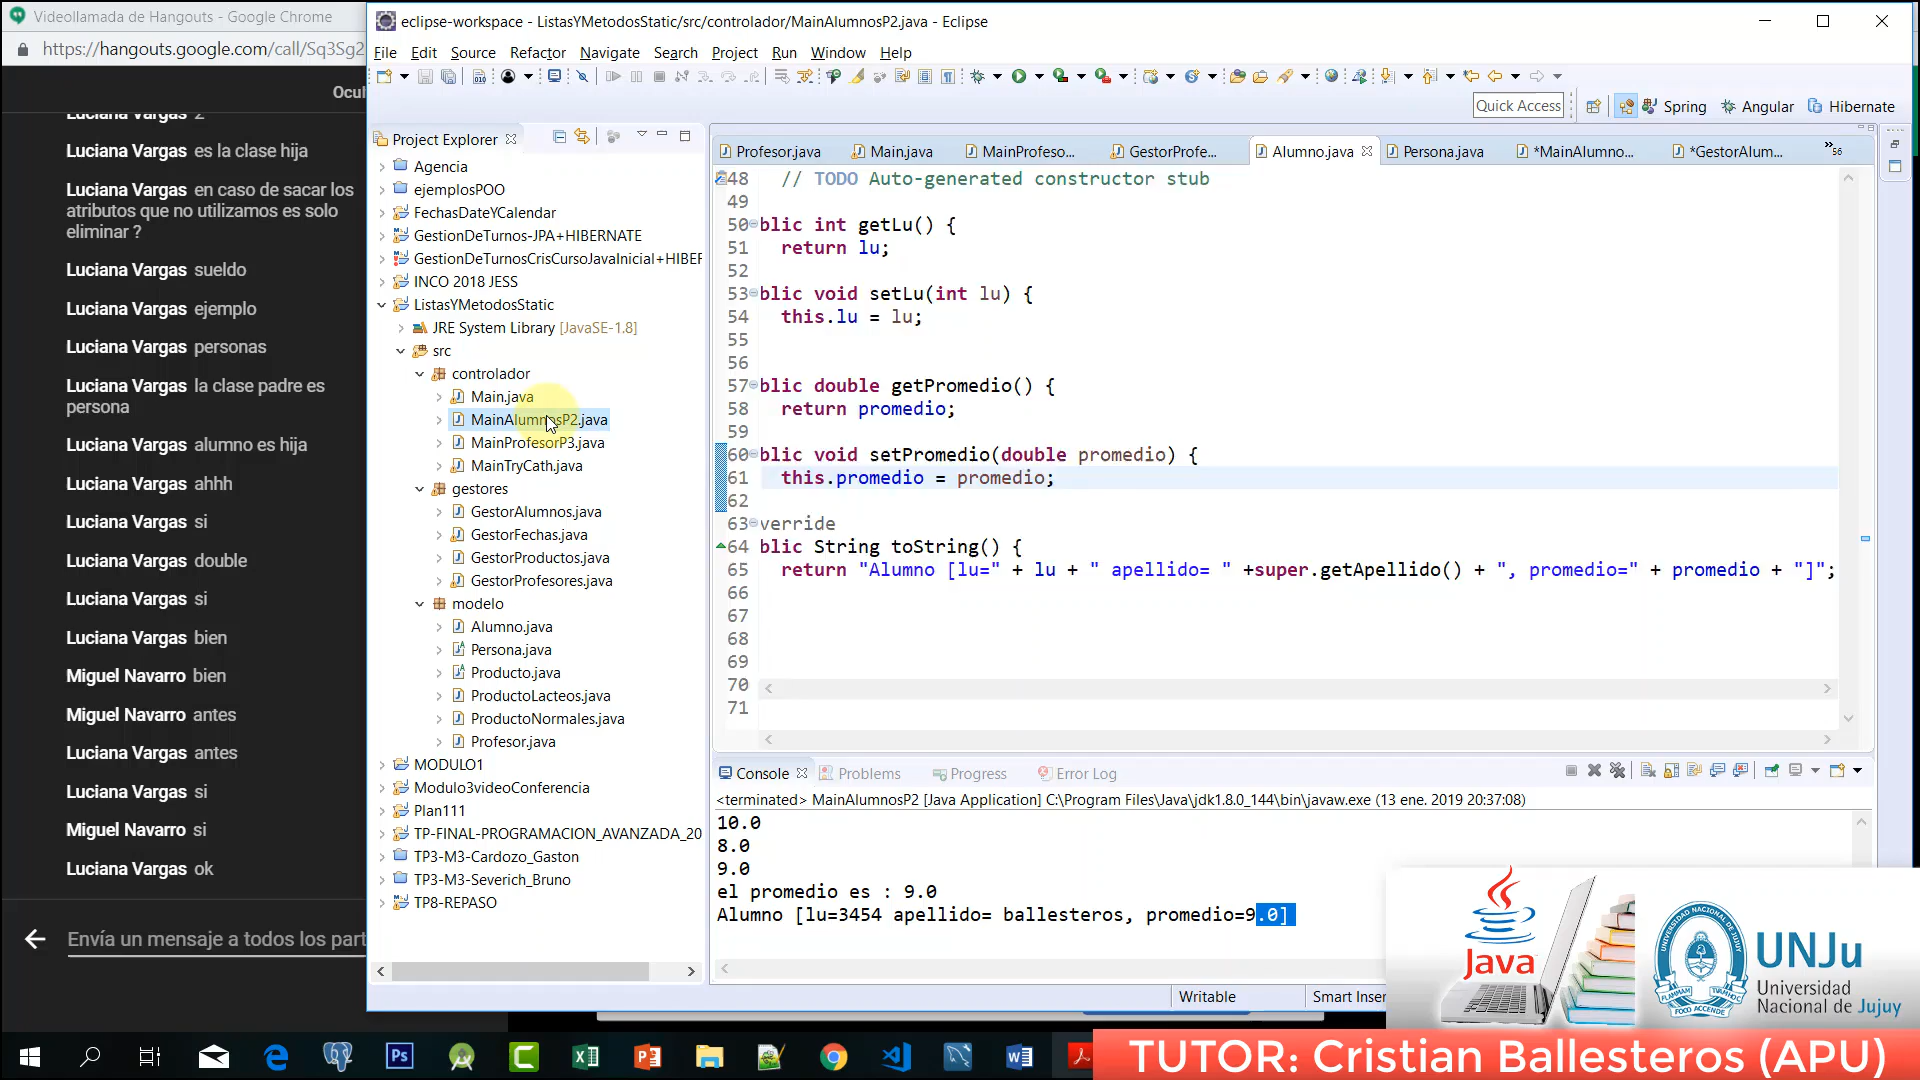 Videollamada de Hangouts - Google Chrome
https://hangouts.google.com/call/Sq3Sg2
Ocul
Luciana Vargas 2
Luciana Vargas es la clase hija
Luciana Vargas en caso de sacar los
atributos que no utilizamos es solo
eliminar ?
Luciana Vargas sueldo
Luciana Vargas ejemplo
Luciana Vargas personas
Luciana Vargas la clase padre es
persona
Luciana Vargas alumno es hija
Luciana Vargas ahhh
Luciana Vargas si
Luciana Vargas double
Luciana Vargas si
Luciana Vargas bien
Miguel Navarro bien
Miguel Navarro antes
Luciana Vargas antes
Luciana Vargas si
Miguel Navarro si
Luciana Vargas ok
Envía un mensaje a todos los part
eclipse-workspace - ListasYMetodosStatic/src/controlador/MainAlumnosP2.java - Eclipse
File Edit Source Refactor Navigate Search Project Run Window Help
Quick Access
Spring
Angular
Hibernate
Project Explorer
Agencia
ejemplosPOO
FechasDateYCalendar
GestionDeTurnos-JPA+HIBERNATE
GestionDeTurnosCrisCursoJavaInicial+HIBER
INCO 2018 JESS
ListasYMetodosStatic
JRE System Library [JavaSE-1.8]
src
controlador
Main.java
MainAlumnosP2.java
MainProfesorP3.java
MainTryCath.java
gestores
GestorAlumnos.java
GestorFechas.java
GestorProductos.java
GestorProfesores.java
modelo
Alumno.java
Persona.java
Producto.java
ProductoLacteos.java
ProductoNormales.java
Profesor.java
MODULO1
Modulo3videoConferencia
Plan111
TP-FINAL-PROGRAMACION_AVANZADA_20
TP3-M3-Cardozo_Gaston
TP3-M3-Severich_Bruno
TP8-REPASO
Profesor.java
Main.java
MainProfeso...
GestorProfe...
Alumno.java
Persona.java
*MainAlumno...
*GestorAlum...
»56
48 // TODO Auto-generated constructor stub
49
50 blic int getLu() {
51 return lu;
52
53 blic void setLu(int lu) {
54 this.lu = lu;
55
56
57 blic double getPromedio() {
58 return promedio;
59
60 blic void setPromedio(double promedio) {
61 this.promedio = promedio;
62
63 verride
64 blic String toString() {
65 return "Alumno [lu=" + lu + " apellido= " +super.getApellido() + ", promedio=" + promedio + "]";
66
67
68
69
70
71
Console
Problems
Progress
Error Log
<terminated> MainAlumnosP2 [Java Application] C:\Program Files\Java\jdk1.8.0_144\bin\javaw.exe (13 ene. 2019 20:37:08)
10.0
8.0
9.0
el promedio es : 9.0
Alumno [lu=3454 apellido= ballesteros, promedio=9.0]
Writable
Smart Inser
Java
UNJu
Universidad
Nacional de Jujuy
TUTOR: Cristian Ballesteros (APU)